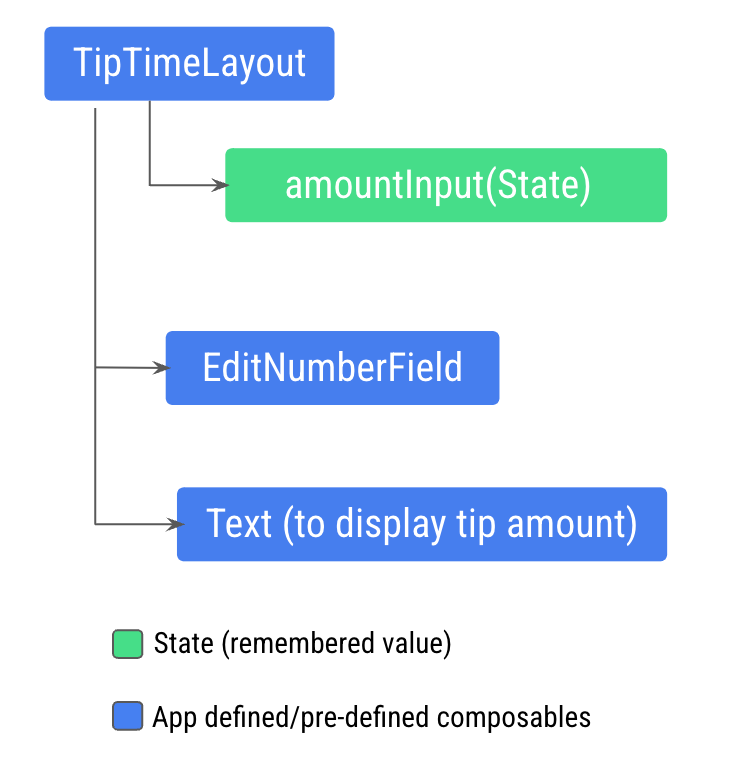 TipTimeLayout
amountInput(State)
EditNumberField
Text (to display tip amount)
State (remembered value)
App defined/pre-defined composables